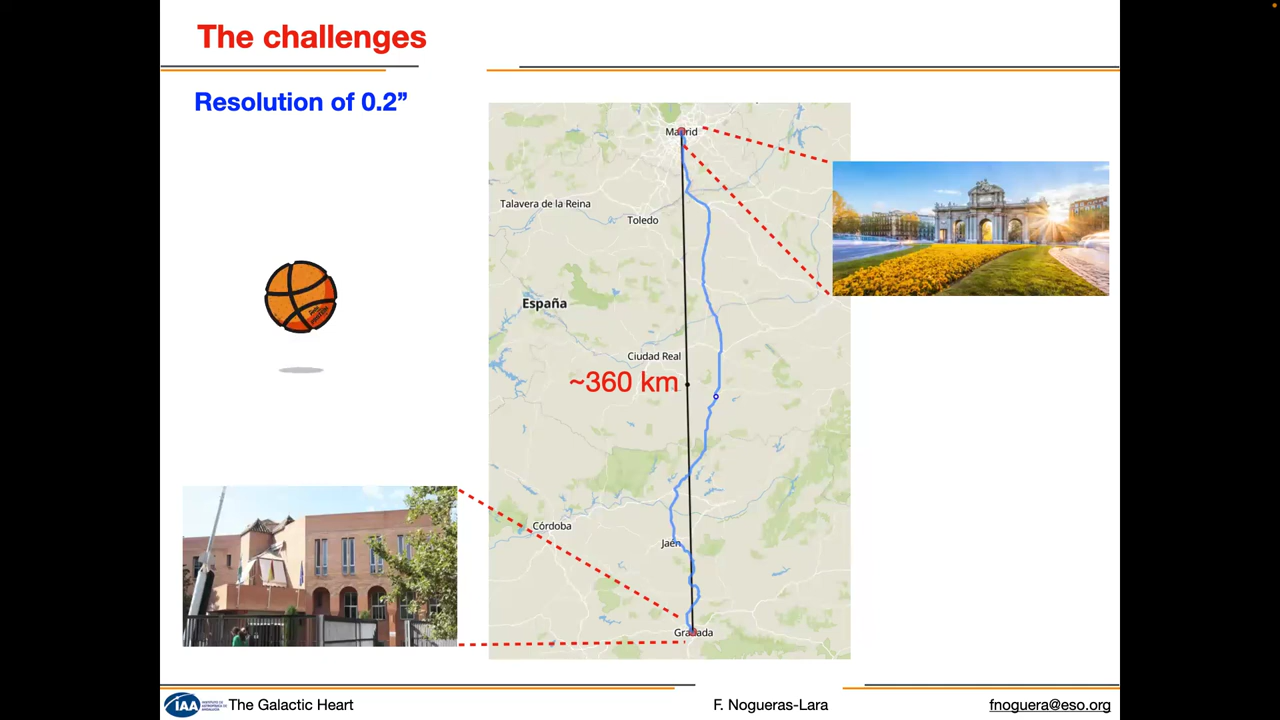 The challenges
Resolution of 0.2”
Madrid
Talavera de la Reina
Toledo
España
Ciudad Real
~360 km
Córdoba
Jaén
Granada
IAA
The Galactic Heart
F. Nogueras-Lara
fnoguera@eso.org